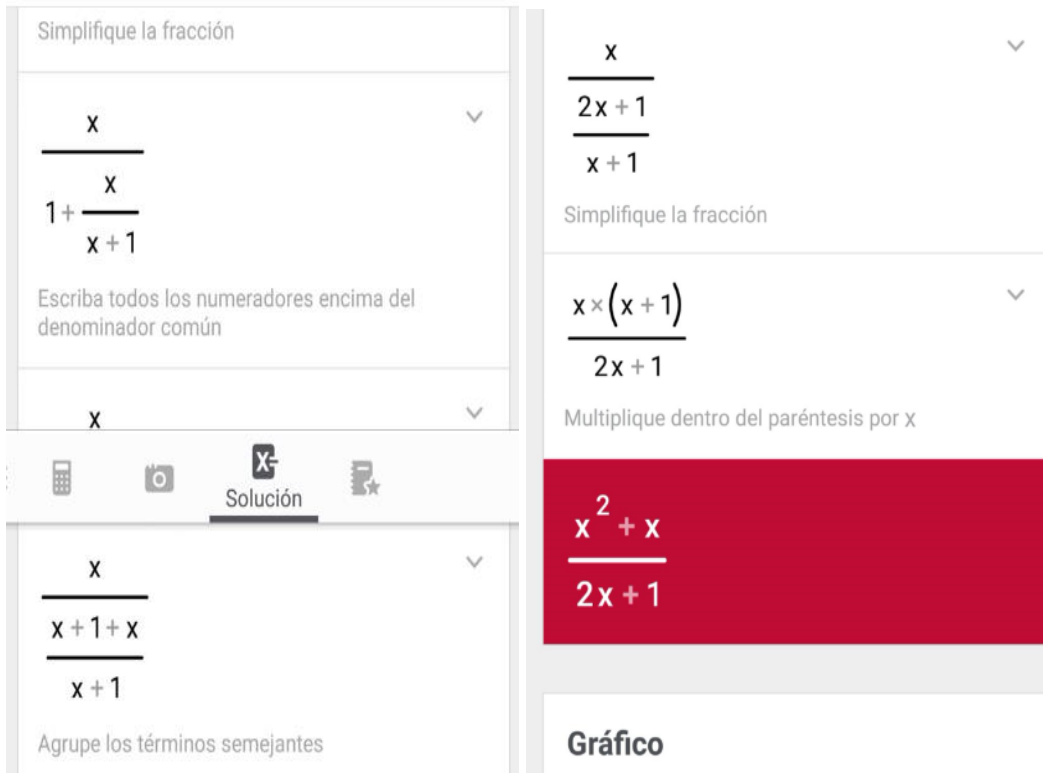 Simplifique la fracción
x
1 + x
x + 1
Escriba todos los numeradores encima del
denominador común
x
Solución
x
x + 1 + x
x + 1
Agrupe los términos semejantes
x
2x + 1
x + 1
Simplifique la fracción
x × (x + 1)
2x + 1
Multiplique dentro del paréntesis por x
x² + x
2x + 1
Gráfico